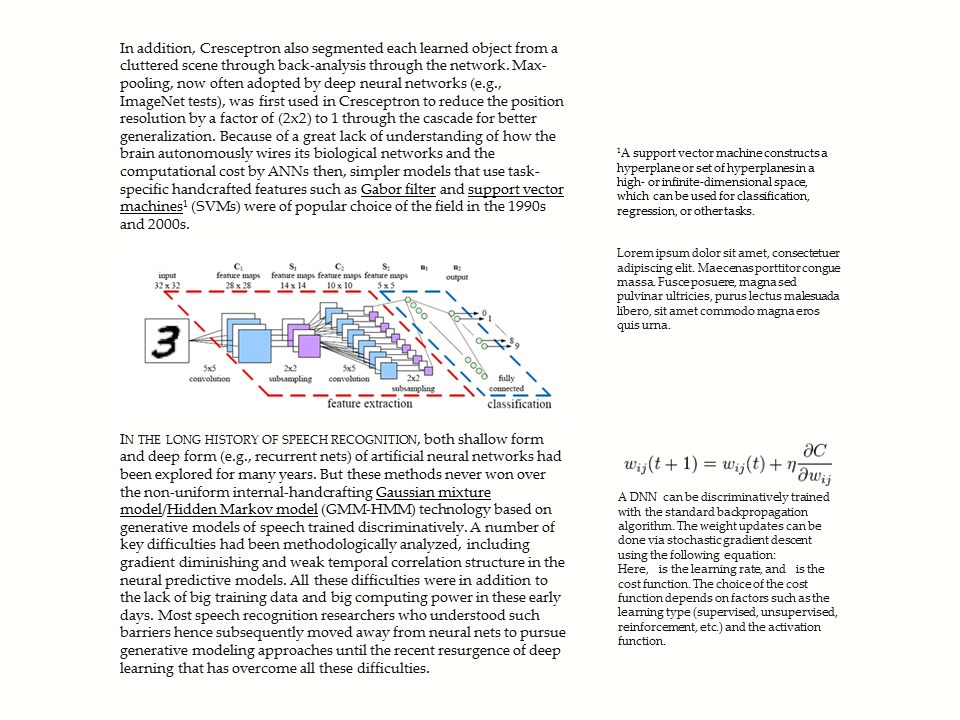 In addition, Cresceptron also segmented each learned object from a
cluttered scene through back-analysis through the network. Max-
pooling, now often adopted by deep neural networks (e.g.,
ImageNet tests), was first used in Cresceptron to reduce the position
resolution by a factor of (2x2) to 1 through the cascade for better
generalization. Because of a great lack of understanding of how the
brain autonomously wires its biological networks and the
computational cost by ANNs then, simpler models that use task-
specific handcrafted features such as Gabor filter and support vector
machines¹ (SVMs) were of popular choice of the field in the 1990s
and 2000s.
C₁ S₁ C₂ S₂ n₁ n₂
input feature maps feature maps feature maps feature maps output
32 x 32 28 x 28 14 x 14 10 x 10 5 x 5
3
0
1
8
9
5x5 2x2 5x5 2x2 fully
convolution subsampling convolution subsampling connected
feature extraction classification
IN THE LONG HISTORY OF SPEECH RECOGNITION, both shallow form
and deep form (e.g., recurrent nets) of artificial neural networks had
been explored for many years. But these methods never won over
the non-uniform internal-handcrafting Gaussian mixture
model/Hidden Markov model (GMM-HMM) technology based on
generative models of speech trained discriminatively. A number of
key difficulties had been methodologically analyzed, including
gradient diminishing and weak temporal correlation structure in the
neural predictive models. All these difficulties were in addition to
the lack of big training data and big computing power in these early
days. Most speech recognition researchers who understood such
barriers hence subsequently moved away from neural nets to pursue
generative modeling approaches until the recent resurgence of deep
learning that has overcome all these difficulties.
¹A support vector machine constructs a
hyperplane or set of hyperplanes in a
high- or infinite-dimensional space,
which can be used for classification,
regression, or other tasks.
Lorem ipsum dolor sit amet, consectetuer
adipiscing elit. Maecenas porttitor congue
massa. Fusce posuere, magna sed
pulvinar ultricies, purus lectus malesuada
libero, sit amet commodo magna eros
quis urna.
wᵢⱼ(t + 1) = wᵢⱼ(t) + η ∂C/∂wᵢⱼ
A DNN can be discriminatively trained
with the standard backpropagation
algorithm. The weight updates can be
done via stochastic gradient descent
using the following equation:
Here, is the learning rate, and is the
cost function. The choice of the cost
function depends on factors such as the
learning type (supervised, unsupervised,
reinforcement, etc.) and the activation
function.